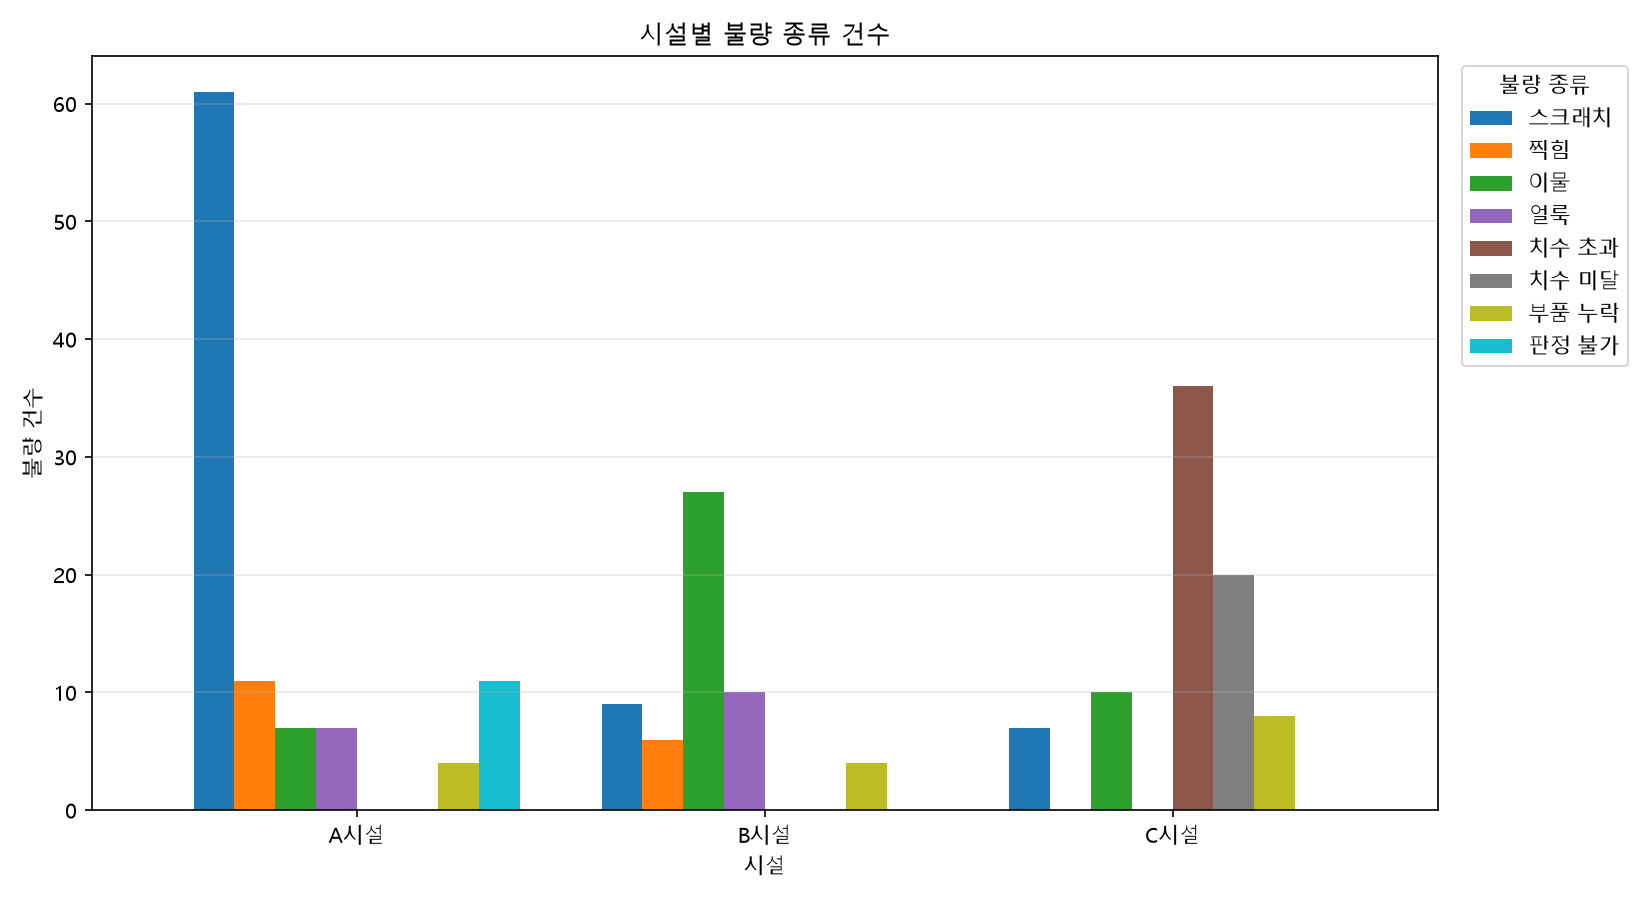 시설별 불량 종류 건수
불량 건수
60
50
40
30
20
10
0
A시설
B시설
C시설
시설
불량 종류
스크래치
찍힘
이물
얼룩
치수 초과
치수 미달
부품 누락
판정 불가